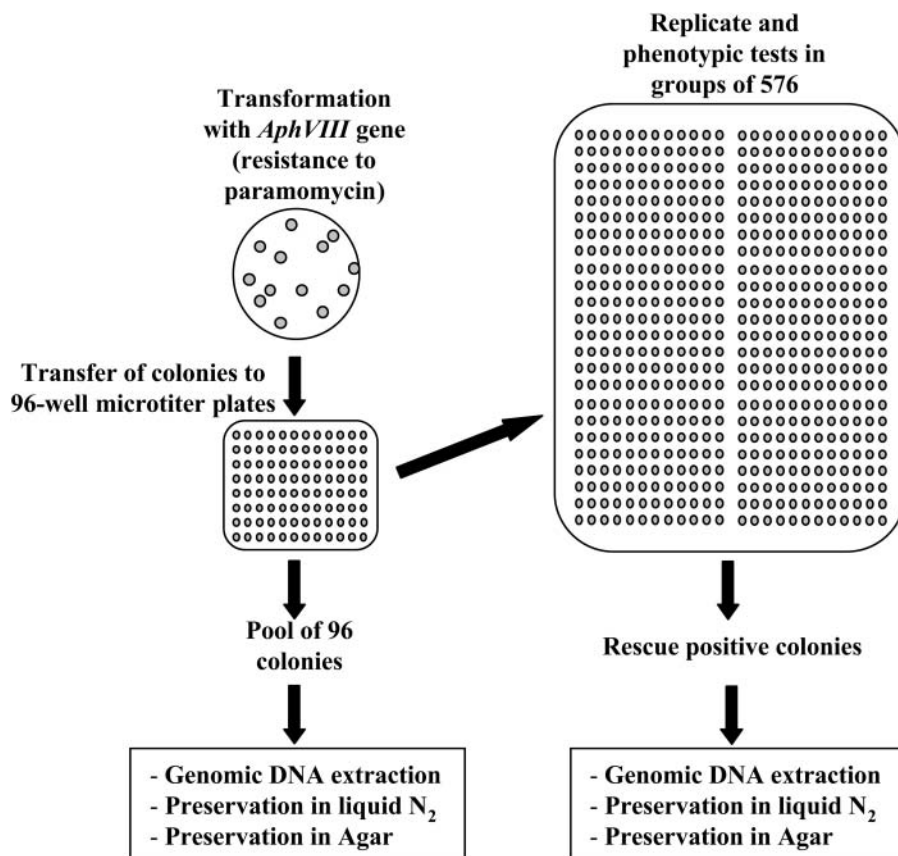 Transformation
with AphVIII gene
(resistance to
paramomycin)
Transfer of colonies to
96-well microtiter plates
Pool of 96
colonies
- Genomic DNA extraction
- Preservation in liquid N₂
- Preservation in Agar
Replicate and
phenotypic tests in
groups of 576
Rescue positive colonies
- Genomic DNA extraction
- Preservation in liquid N₂
- Preservation in Agar